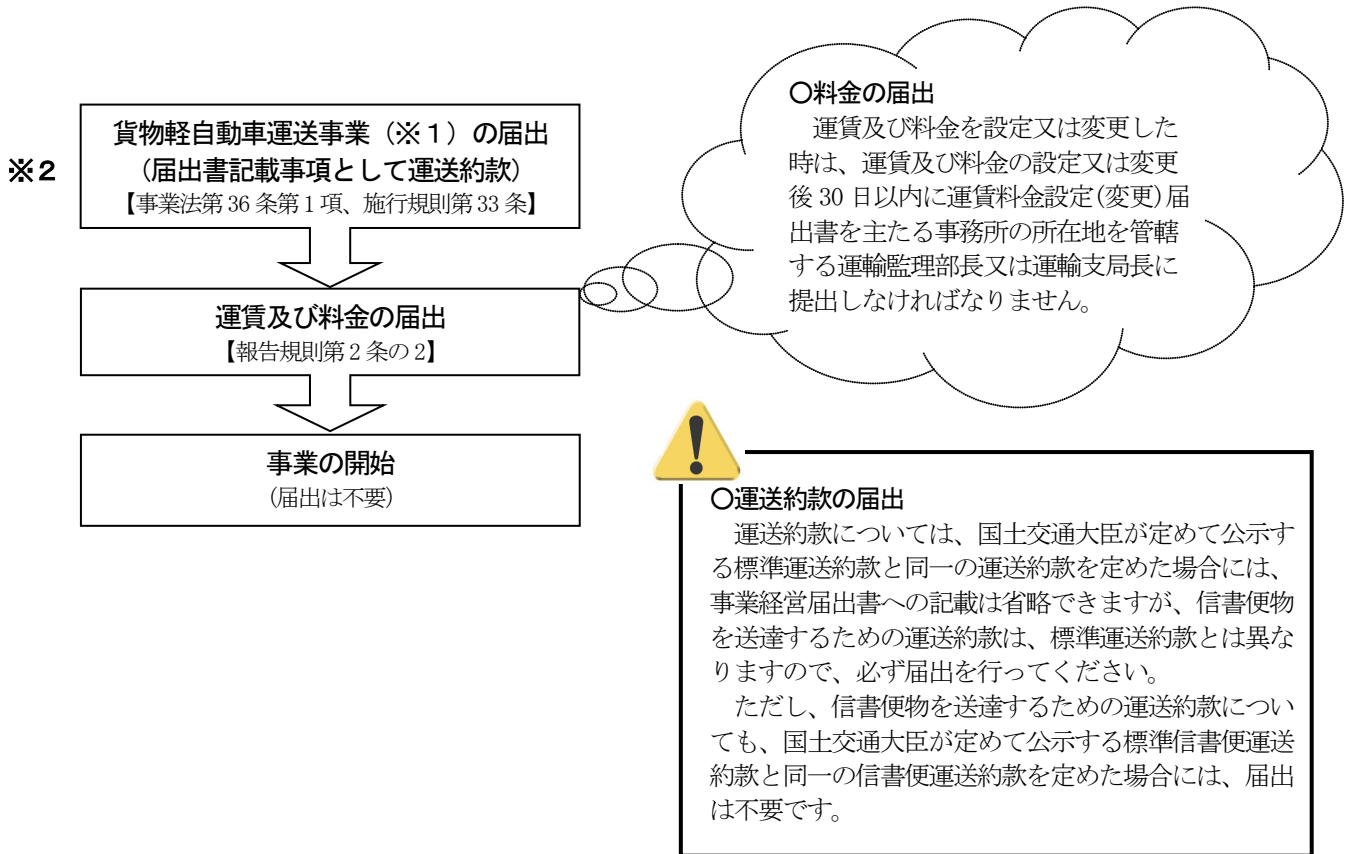 ※2
貨物軽自動車運送事業（※１）の届出
（届出書記載事項として運送約款）
【事業法第36条第1項、施行規則第33条】
運賃及び料金の届出
【報告規則第2条の2】
事業の開始
（届出は不要）
○料金の届出
運賃及び料金を設定又は変更した
時は、運賃及び料金の設定又は変更
後30日以内に運賃料金設定(変更)届
出書を主たる事務所の所在地を管轄
する運輸監理部長又は運輸支局長に
提出しなければなりません。
○運送約款の届出
運送約款については、国土交通大臣が定めて公示す
る標準運送約款と同一の運送約款を定めた場合には、
事業経営届出書への記載は省略できますが、信書便物
を送達するための運送約款は、標準運送約款とは異な
りますので、必ず届出を行ってください。
ただし、信書便物を送達するための運送約款につい
ても、国土交通大臣が定めて公示する標準信書便運送
約款と同一の信書便運送約款を定めた場合には、届出
は不要です。